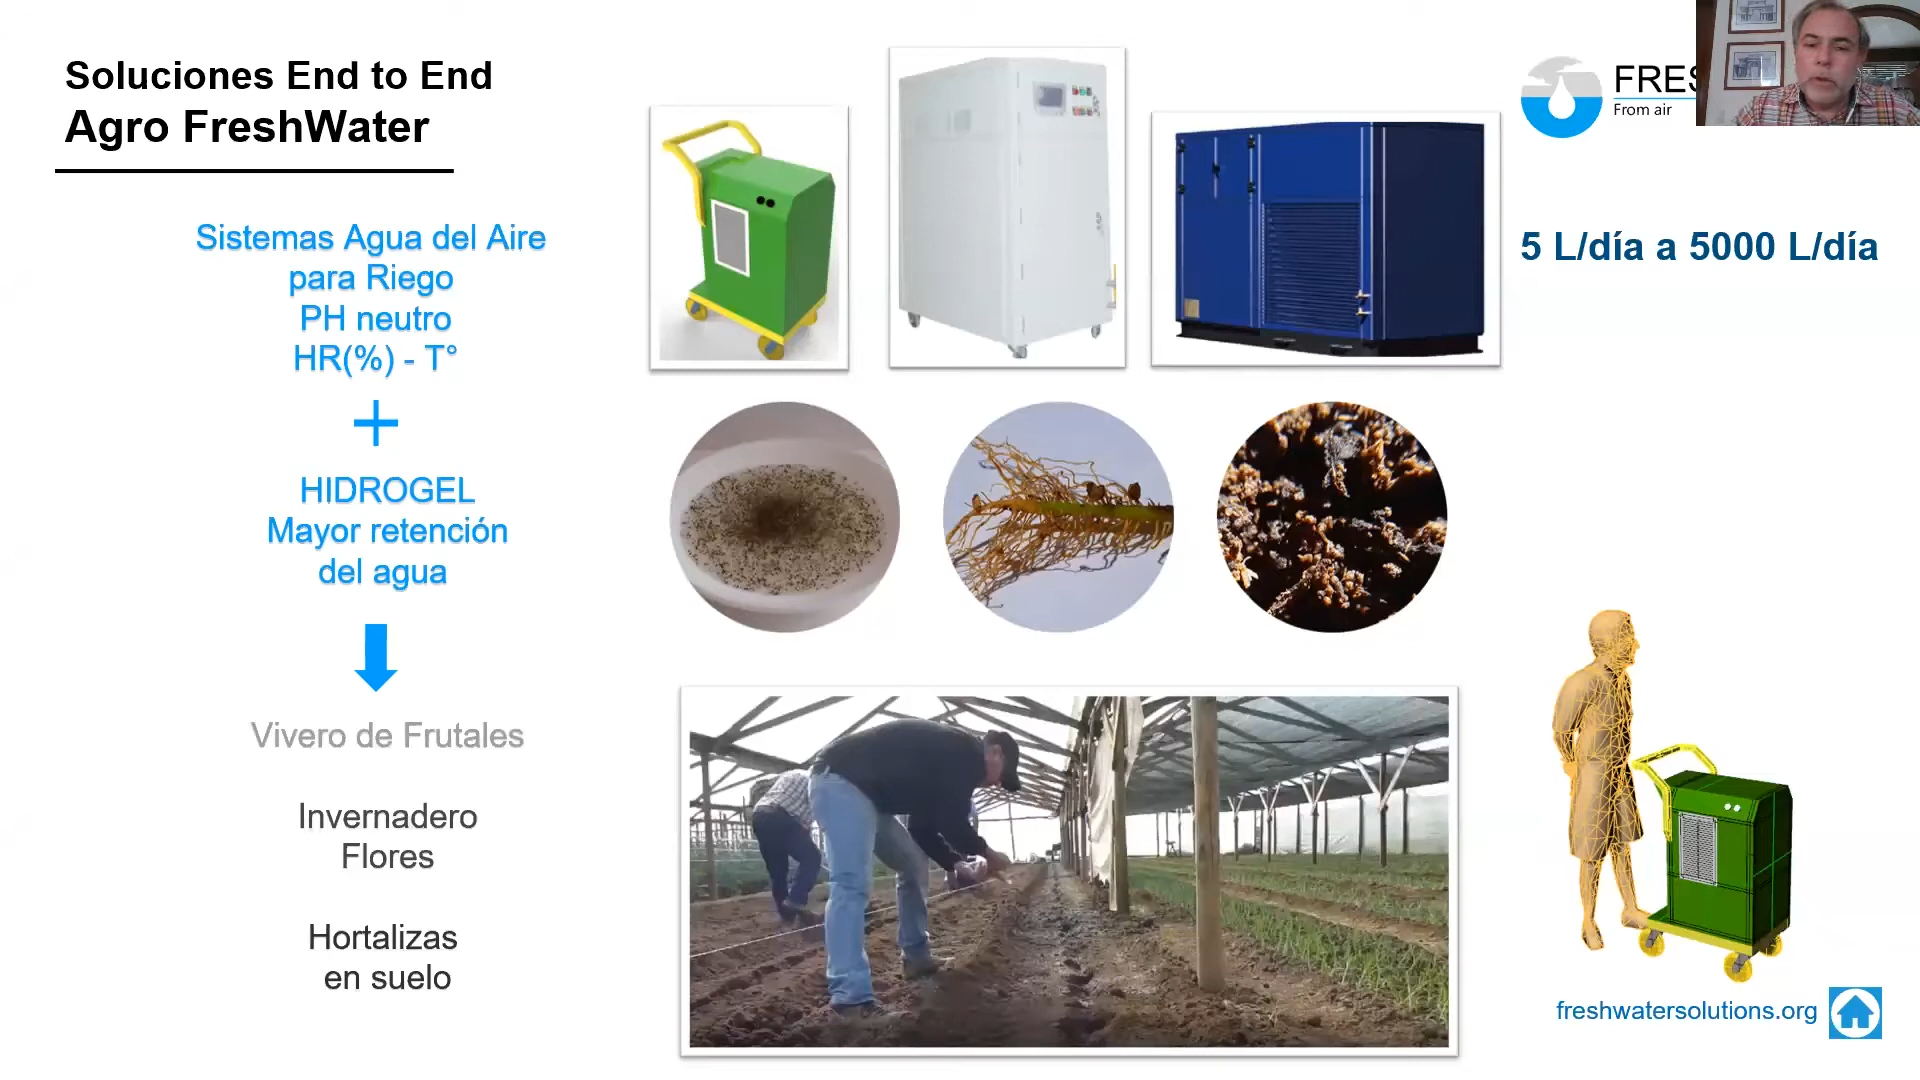 Soluciones End to End
Agro FreshWater
Sistemas Agua del Aire
para Riego
PH neutro
HR(%) - T°
+
HIDROGEL
Mayor retención
del agua
Vivero de Frutales
Invernadero
Flores
Hortalizas
en suelo
FRES
From air
5 L/día a 5000 L/día
freshwatersolutions.org